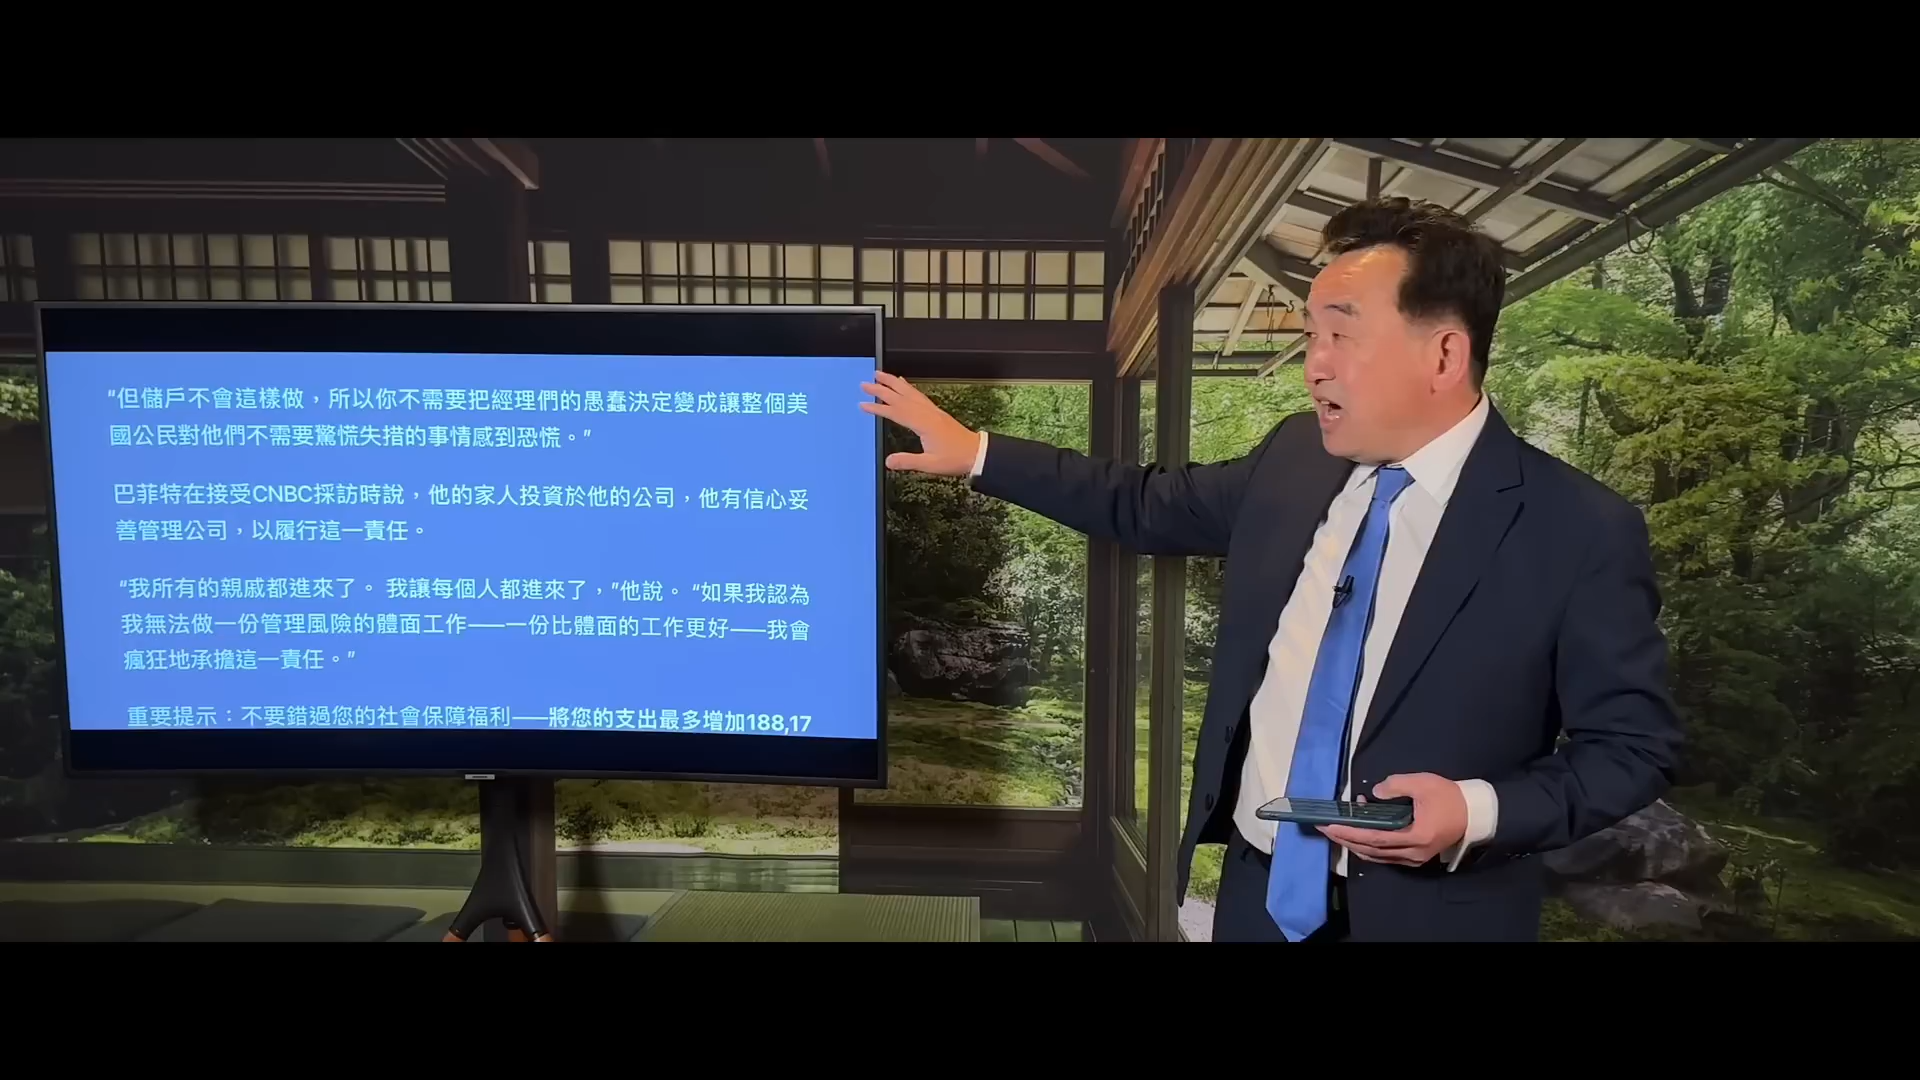 “但儲戶不會這樣做，所以你不需要把經理們的愚蠢決定變成讓整個美
國公民對他們不需要驚慌失措的事情感到恐慌。”
巴菲特在接受CNBC採訪時說，他的家人投資於他的公司，他有信心妥
善管理公司，以履行這一責任。
“我所有的親戚都進來了。 我讓每個人都進來了，”他說。 “如果我認為
我無法做一份管理風險的體面工作——一份比體面的工作更好——我會
瘋狂地承擔這一責任。”
重要提示：不要錯過您的社會保障福利——將您的支出最多增加188,17